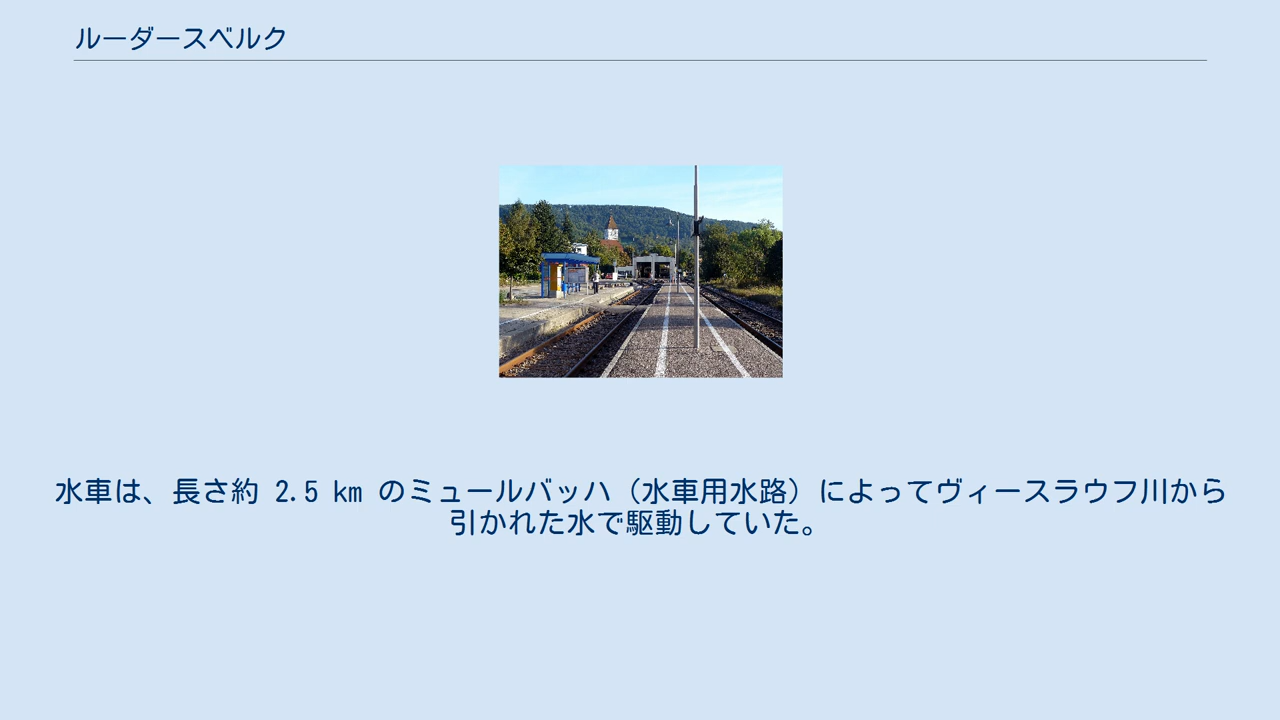 ルーダースベルク
水車は、長さ約 2.5 km のミュールバッハ（水車用水路）によってヴィースラウフ川から
引かれた水で駆動していた。